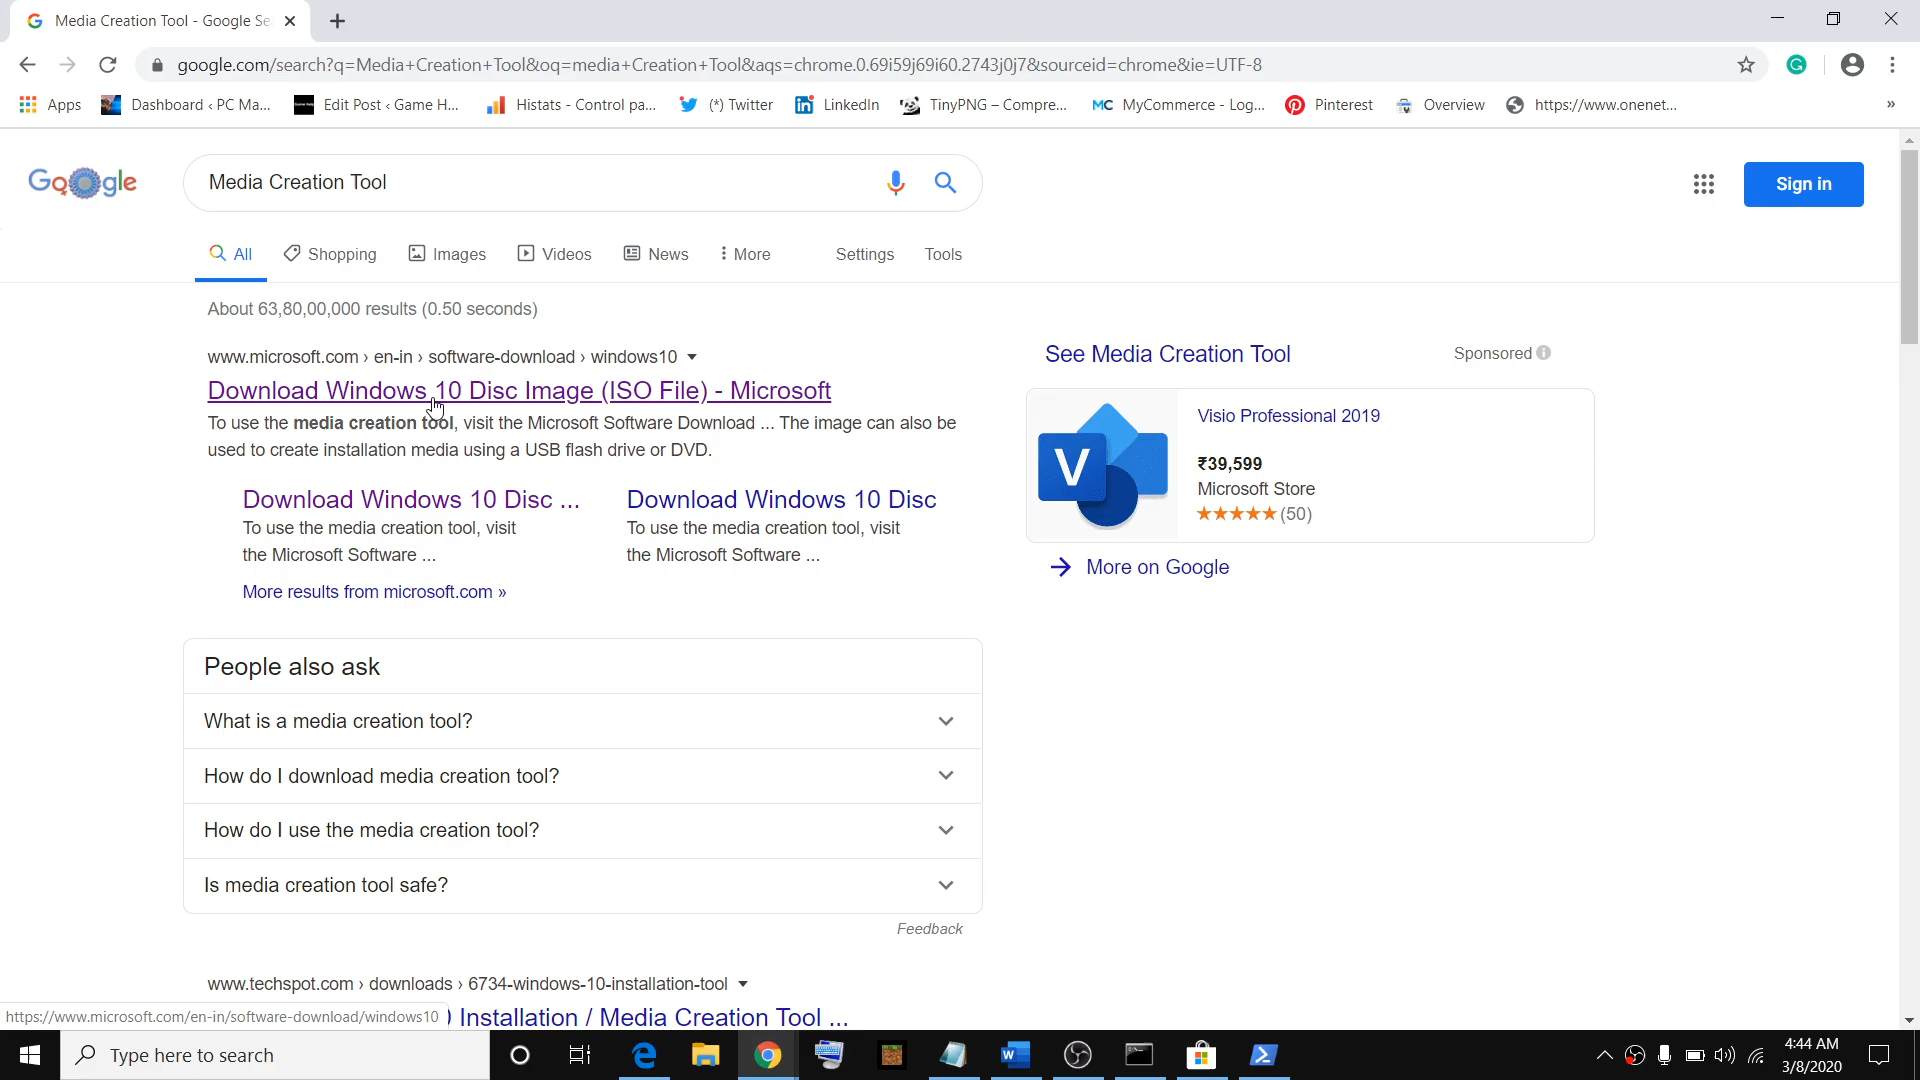 Media Creation Tool - Google Se
google.com/search?q=Media+Creation+Tool&oq=media+Creation+Tool&aqs=chrome.0.69i59j69i60.2743j0j7&sourceid=chrome&ie=UTF-8
Apps Dashboard ‹ PC Ma... Edit Post ‹ Game H... Histats - Control pa... (*) Twitter LinkedIn TinyPNG – Compre... MyCommerce - Log... Pinterest Overview https://www.onenet... »
Google Media Creation Tool Sign in
All Shopping Images Videos News More Settings Tools
About 63,80,00,000 results (0.50 seconds)
www.microsoft.com › en-in › software-download › windows10
Download Windows 10 Disc Image (ISO File) - Microsoft
To use the media creation tool, visit the Microsoft Software Download ... The image can also be
used to create installation media using a USB flash drive or DVD.
Download Windows 10 Disc ...
To use the media creation tool, visit
the Microsoft Software ...
Download Windows 10 Disc
To use the media creation tool, visit
the Microsoft Software ...
More results from microsoft.com »
See Media Creation Tool Sponsored
Visio Professional 2019
₹39,599
Microsoft Store
★★★★★(50)
→ More on Google
People also ask
What is a media creation tool?
How do I download media creation tool?
How do I use the media creation tool?
Is media creation tool safe?
Feedback
www.techspot.com › downloads › 6734-windows-10-installation-tool
Installation / Media Creation Tool ...
https://www.microsoft.com/en-in/software-download/windows10
Type here to search
4:44 AM
3/8/2020